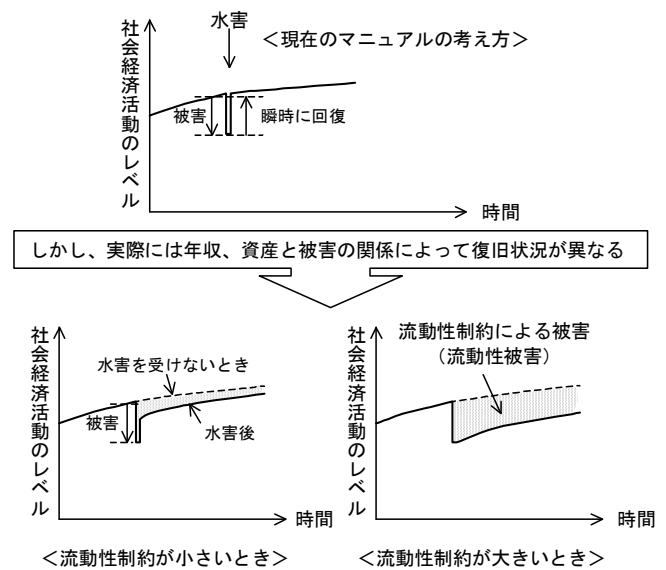 水害
＜現在のマニュアルの考え方＞
社会経済活動のレベル
被害
瞬時に回復
時間
しかし、実際には年収、資産と被害の関係によって復旧状況が異なる
社会経済活動のレベル
水害を受けないとき
被害
水害後
時間
＜流動性制約が小さいとき＞
社会経済活動のレベル
流動性制約による被害
（流動性被害）
時間
＜流動性制約が大きいとき＞